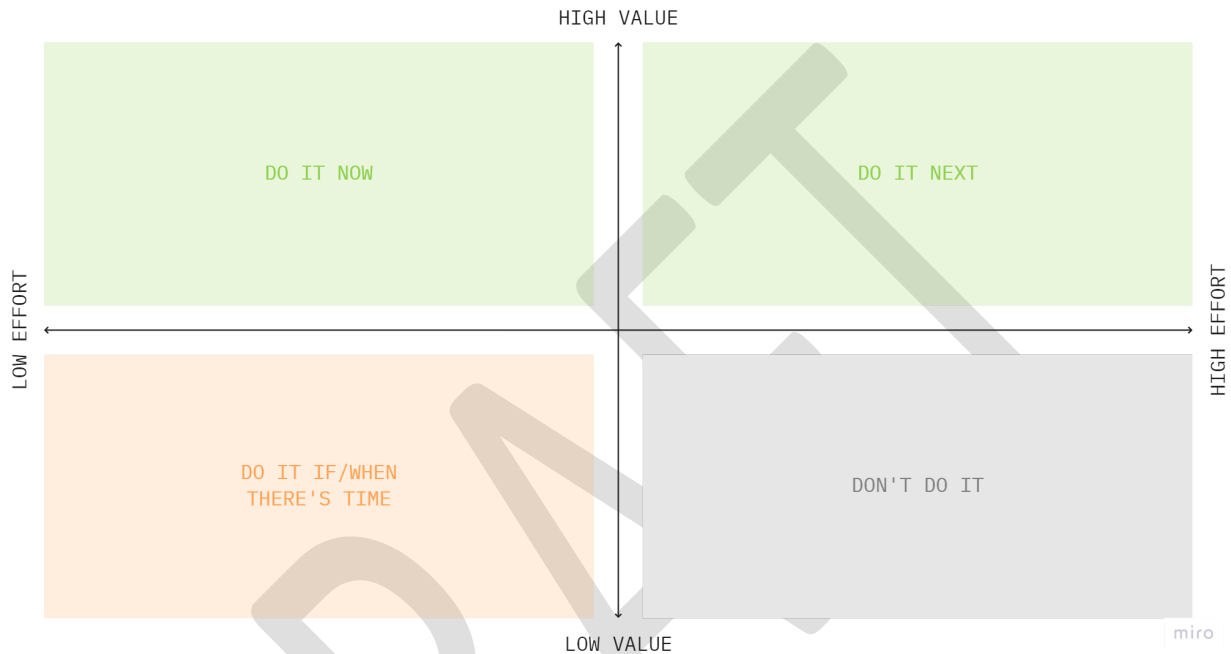 HIGH VALUE
DO IT NOW
DO IT NEXT
LOW EFFORT
HIGH EFFORT
DO IT IF/WHEN
THERE'S TIME
DON'T DO IT
LOW VALUE
miro
DRAFT